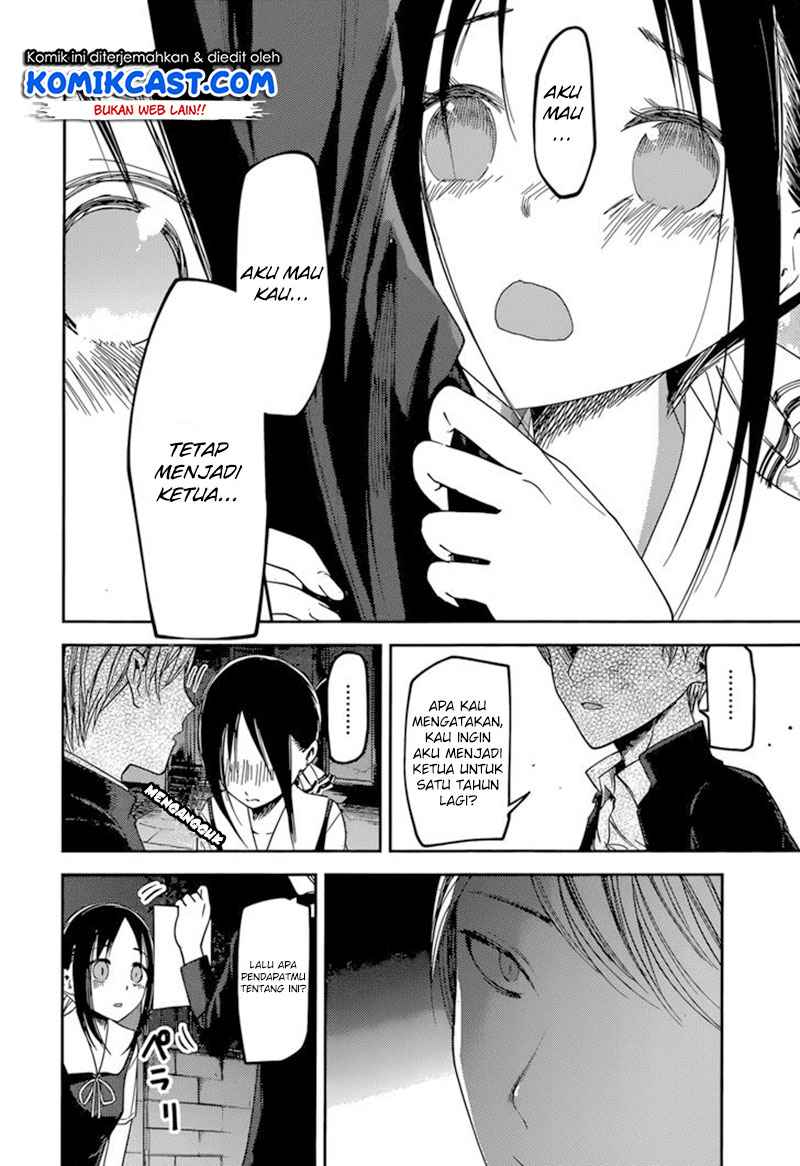 Komik ini diterjemahkan & diedit oleh
KOMIKCAST.COM
BUKAN WEB LAIN!!
AKU
MAU
...
AKU MAU
KAU...
TETAP
MENJADI
KETUA...
.......
APA KAU
MENGATAKAN,
KAU INGIN
AKU MENJADI
KETUA UNTUK
SATU TAHUN
LAGI?
.......
MENGANGGUK
LALU APA
PENDAPATMU
TENTANG INI?
ペラリ